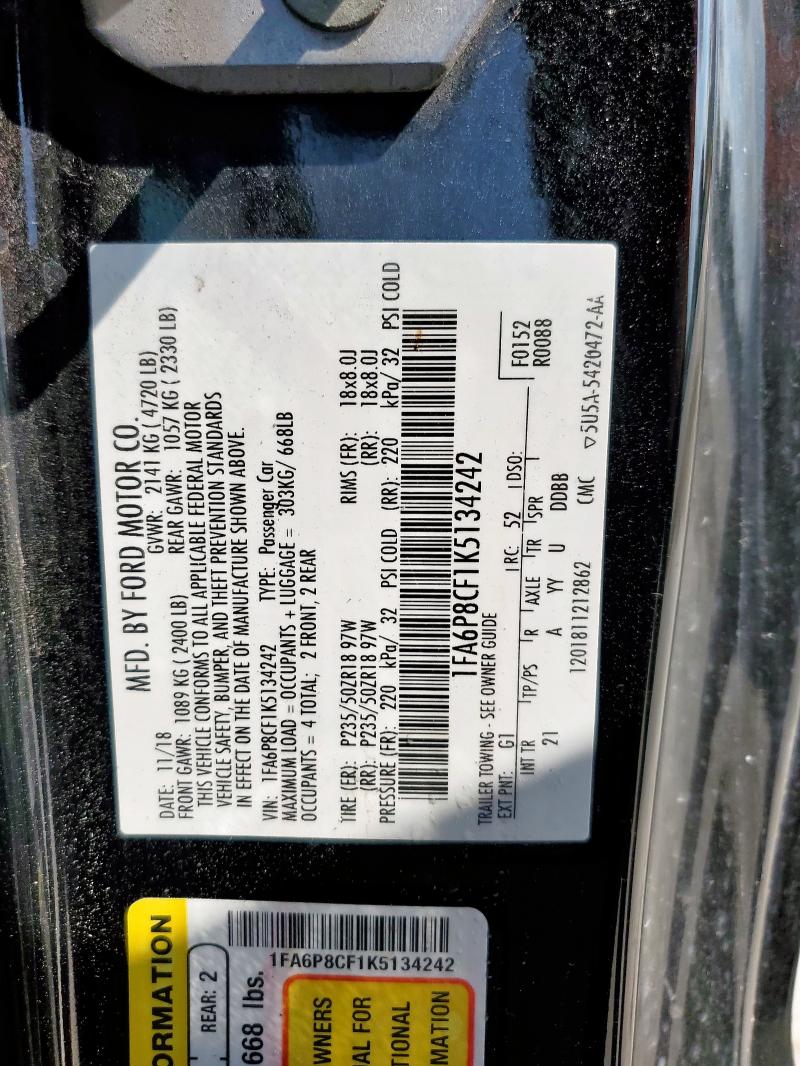 MFD. BY FORD MOTOR CO.
DATE: 11/18 GVWR: 2141 KG ( 4720 LB)
FRONT GAWR: 1089 KG ( 2400 LB) REAR GAWR: 1057 KG ( 2330 LB)
THIS VEHICLE CONFORMS TO ALL APPLICABLE FEDERAL MOTOR
VEHICLE SAFETY, BUMPER, AND THEFT PREVENTION STANDARDS
IN EFFECT ON THE DATE OF MANUFACTURE SHOWN ABOVE.
VIN: 1FA6P8CF1K5134242 TYPE: Passenger Car
MAXIMUM LOAD = OCCUPANTS + LUGGAGE = 303KG/ 668LB
OCCUPANTS = 4 TOTAL; 2 FRONT, 2 REAR
TIRE (FR): P235/50ZR18 97W RIMS (FR): 18x8.0J
(RR): P235/50ZR18 97W (RR): 18x8.0J
PRESSURE (FR): 220 kPa/ 32 PSI COLD (RR): 220 kPa/ 32 PSI COLD
1FA6P8CF1K5134242
TRAILER TOWING - SEE OWNER GUIDE
EXT PNT: G1 RC: 52 DSO: F0152
R0088
INT TR TP/PS R AXLE TR SPR
21 A YY U DDBB
1201811212862 CMC ▽5U5A-5420472-AA
ORMATION
REAR: 2
668 lbs.
1FA6P8CF1K5134242
WNERS
AL FOR
TIONAL
MATION